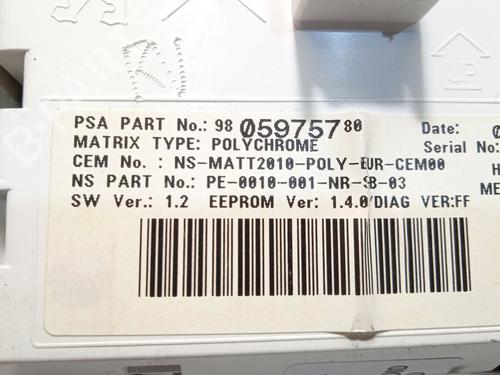 UP
PSA PART No.: 98 05975780 Date:
MATRIX TYPE: POLYCHROME Serial No.:
CEM No. : NS-MATT2010-POLY-EUR-CEM00
NS PART No.: PE-0010-001-NR-SB-03
SW Ver.: 1.2 EEPROM Ver: 1.4.0/DIAG VER:FF